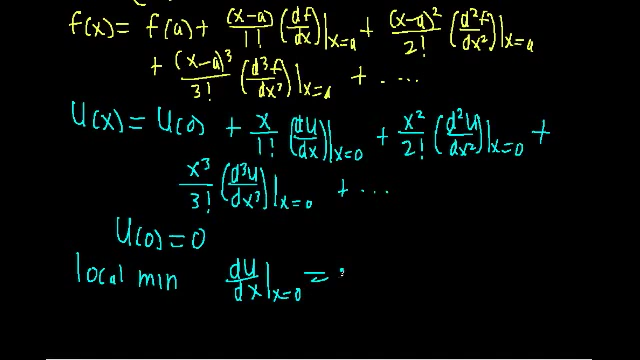 f(x) = f(a) + (x-a)/1! (df/dx)|x=a + (x-a)²/2! (d²f/dx²)|x=a
+ (x-a)³/3! (d³f/dx³)|x=a + ....
U(x) = U(0) + x/1! (dU/dx)|x=0 + x²/2! (d²U/dx²)|x=0 +
x³/3! (d³U/dx³)|x=0 + ...
U(0) = 0
local min dU/dx|x=0 =